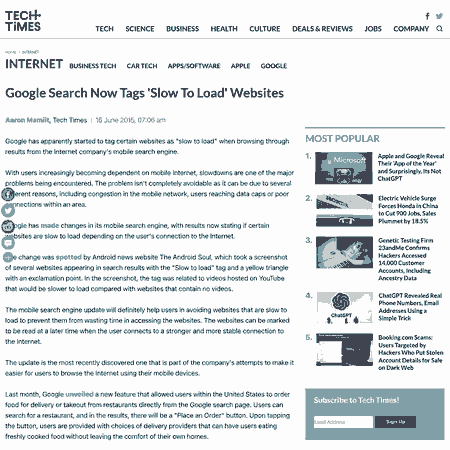 TECH
TIMES
TECH SCIENCE BUSINESS HEALTH CULTURE DEALS & REVIEWS JOBS COMPANY
HOME > INTERNET
INTERNET BUSINESS TECH CAR TECH APPS/SOFTWARE APPLE GOOGLE
Google Search Now Tags 'Slow To Load' Websites
Aaron Mamiit, Tech Times | 16 June 2015, 07:06 am
Google has apparently started to tag certain websites as "slow to load" when browsing through
results from the Internet company's mobile search engine.
With users increasingly becoming dependent on mobile Internet, slowdowns are one of the major
problems being encountered. The problem isn't completely avoidable as it can be due to several
different reasons, including congestion in the mobile network, users reaching data caps or poor
connections within an area.
Google has made changes in its mobile search engine, with results now stating if certain
websites are slow to load depending on the user's connection to the Internet.
The change was spotted by Android news website The Android Soul, which took a screenshot
of several websites appearing in search results with the "Slow to load" tag and a yellow triangle
with an exclamation point. In the screenshot, the tag was related to videos hosted on YouTube
that would be slower to load compared with websites that contain no videos.
The mobile search engine update will definitely help users in avoiding websites that are slow to
load to prevent them from wasting time in accessing the websites. The websites can be marked
to be read at a later time when the user connects to a stronger and more stable connection to
the Internet.
The update is the most recently discovered one that is part of the company's attempts to make it
easier for users to browse the Internet using their mobile devices.
Last month, Google unveiled a new feature that allowed users within the United States to order
food for delivery or takeout from restaurants directly from the Google search page. Users can
search for a restaurant, and in the results, there will be a "Place an Order" button. Upon tapping
the button, users are provided with choices of delivery providers that can have users eating
freshly cooked food without leaving the comfort of their own homes.
MOST POPULAR
1. Apple and Google Reveal
Their 'App of the Year'
and Surprisingly, Its Not
ChatGPT
Microsoft
2. Electric Vehicle Surge
Forces Honda in China
to Cut 900 Jobs, Sales
Plummet by 18.5%
3. Genetic Testing Firm
23andMe Confirms
Hackers Accessed
14,000 Customer
Accounts, Including
Ancestry Data
4. ChatGPT Revealed Real
Phone Numbers, Email
Addresses Using a
Simple Trick
ChatGPT
5. Booking.com Scams:
Users Targeted by
Hackers Who Put Stolen
Account Details for Sale
on Dark Web
Subscribe to Tech Times!
Email Address Sign Up